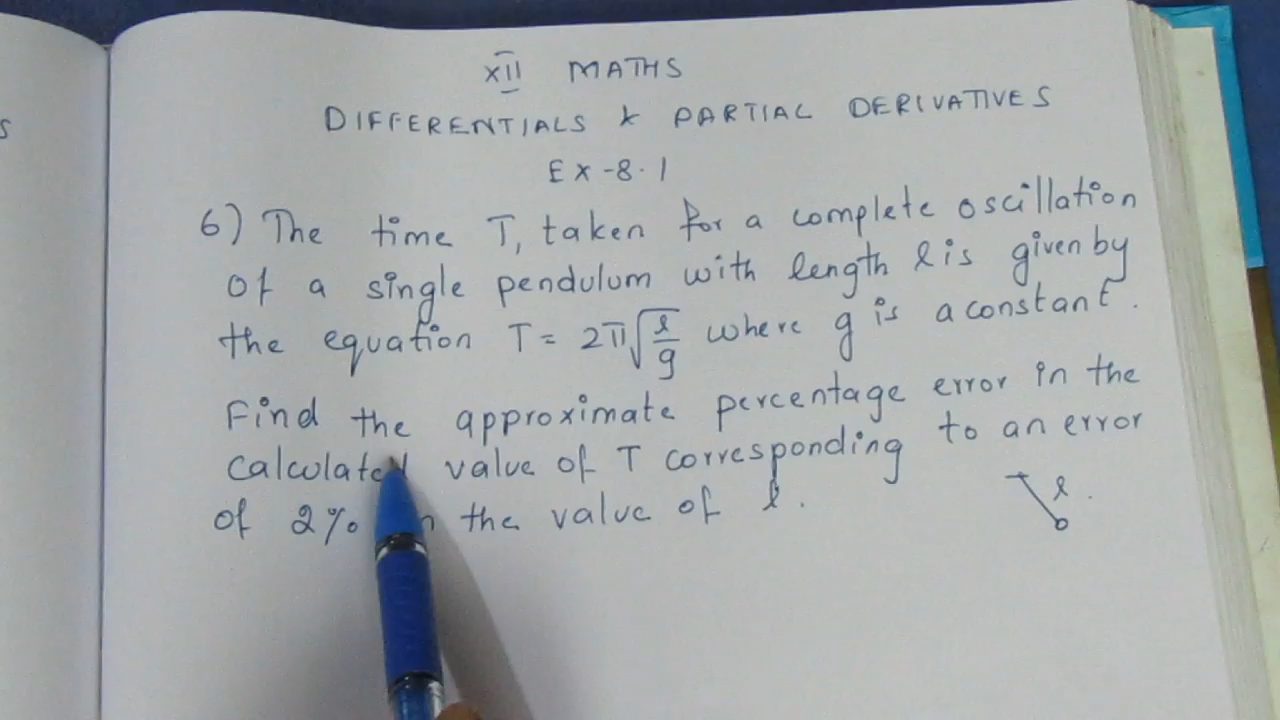 S
XII MATHS
DIFFERENTIALS & PARTIAL DERIVATIVES
EX-8.1
6) The time T, taken for a complete oscillation
of a single pendulum with length l is given by
the equation T = 2π√(l/g) where g is a constant.
Find the approximate percentage error in the
calculated value of T corresponding to an error
of 2% in the value of l.
l.